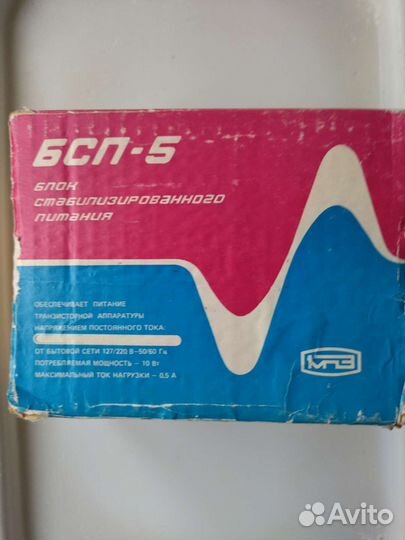 БСП-5
БЛОК
СТАБИЛИЗИРОВАННОГО
ПИТАНИЯ
ОБЕСПЕЧИВАЕТ ПИТАНИЕ
ТРАНЗИСТОРНОЙ АППАРАТУРЫ
НАПРЯЖЕНИЕМ ПОСТОЯННОГО ТОКА:
ОТ БЫТОВОЙ СЕТИ 127/220 В–50/60 Гц
ПОТРЕБЛЯЕМАЯ МОЩНОСТЬ – 10 Вт
МАКСИМАЛЬНЫЙ ТОК НАГРУЗКИ – 0,5 А
МПЗ
Avito